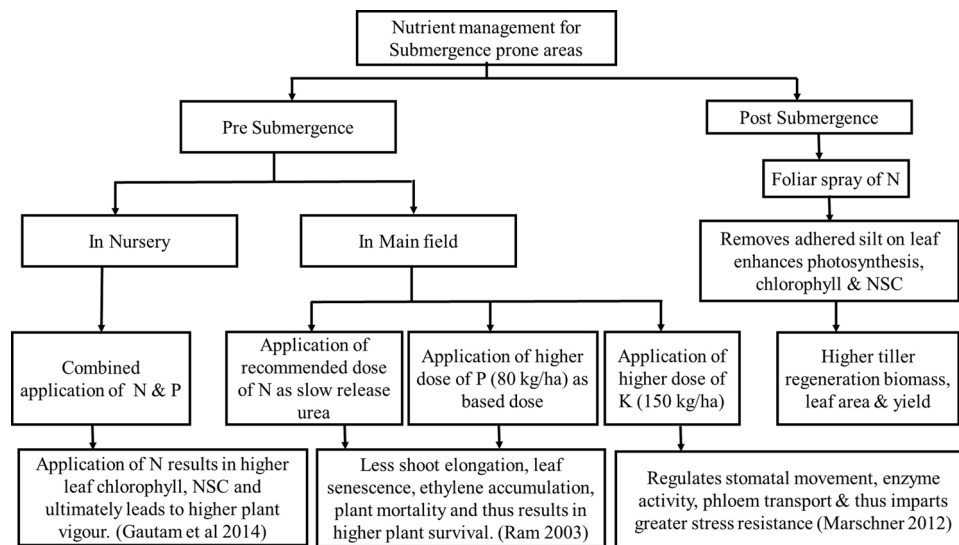 Nutrient management for
Submergence prone areas
Pre Submergence
Post Submergence
Foliar spray of N
In Nursery
In Main field
Removes adhered silt on leaf
enhances photosynthesis,
chlorophyll & NSC
Combined
application of N & P
Application of
recommended dose
of N as slow release
urea
Application of higher
dose of P (80 kg/ha) as
based dose
Application of
higher dose of
K (150 kg/ha)
Higher tiller
regeneration biomass,
leaf area & yield
Application of N results in higher
leaf chlorophyll, NSC and
ultimately leads to higher plant
vigour. (Gautam et al 2014)
Less shoot elongation, leaf
senescence, ethylene accumulation,
plant mortality and thus results in
higher plant survival. (Ram 2003)
Regulates stomatal movement, enzyme
activity, phloem transport & thus imparts
greater stress resistance (Marschner 2012)